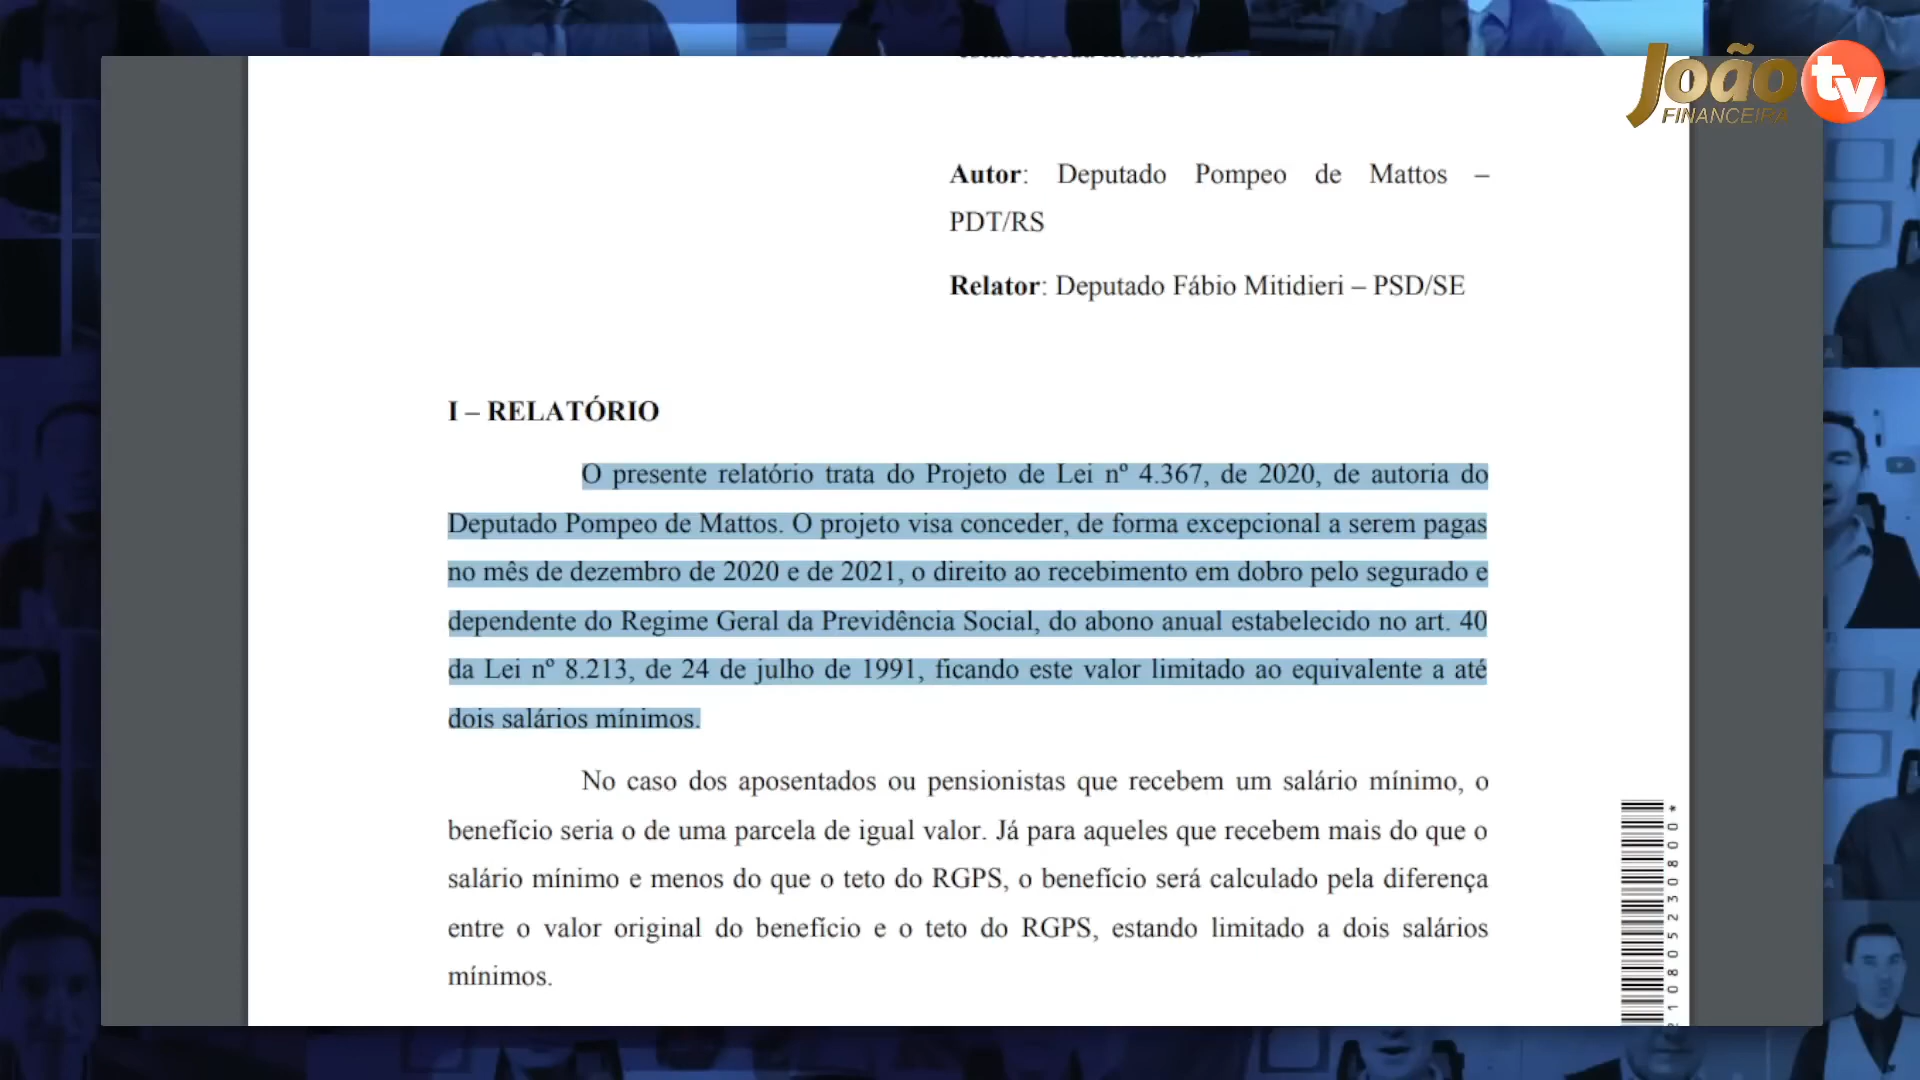 João tv
FINANCEIRA
Autor: Deputado Pompeo de Mattos –
PDT/RS
Relator: Deputado Fábio Mitidieri – PSD/SE
I – RELATÓRIO
O presente relatório trata do Projeto de Lei nº 4.367, de 2020, de autoria do
Deputado Pompeo de Mattos. O projeto visa conceder, de forma excepcional a serem pagas
no mês de dezembro de 2020 e de 2021, o direito ao recebimento em dobro pelo segurado e
dependente do Regime Geral da Previdência Social, do abono anual estabelecido no art. 40
da Lei nº 8.213, de 24 de julho de 1991, ficando este valor limitado ao equivalente a até
dois salários mínimos.
No caso dos aposentados ou pensionistas que recebem um salário mínimo, o
benefício seria o de uma parcela de igual valor. Já para aqueles que recebem mais do que o
salário mínimo e menos do que o teto do RGPS, o benefício será calculado pela diferença
entre o valor original do benefício e o teto do RGPS, estando limitado a dois salários
mínimos.
210805230800*